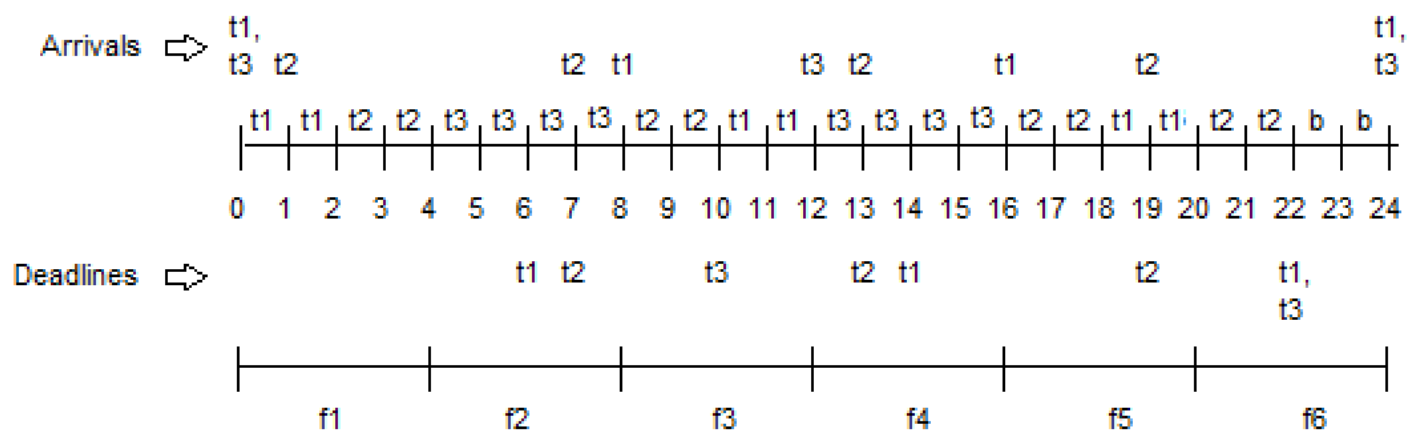 t1, t1,
Arrivals t3 t2 t2 t1 t3 t2 t1 t2 t3
t1 t1 t2 t2 t3 t3 t3 t3 t2 t2 t1 t1 t3 t3 t3 t3 t2 t2 t1 t1 t2 t2 b b
0 1 2 3 4 5 6 7 8 9 10 11 12 13 14 15 16 17 18 19 20 21 22 23 24
Deadlines t1 t2 t3 t2 t1 t2 t1,
t3
f1 f2 f3 f4 f5 f6